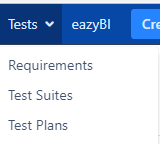 Tests eazyBI Cre
Requirements
Test Suites
Test Plans